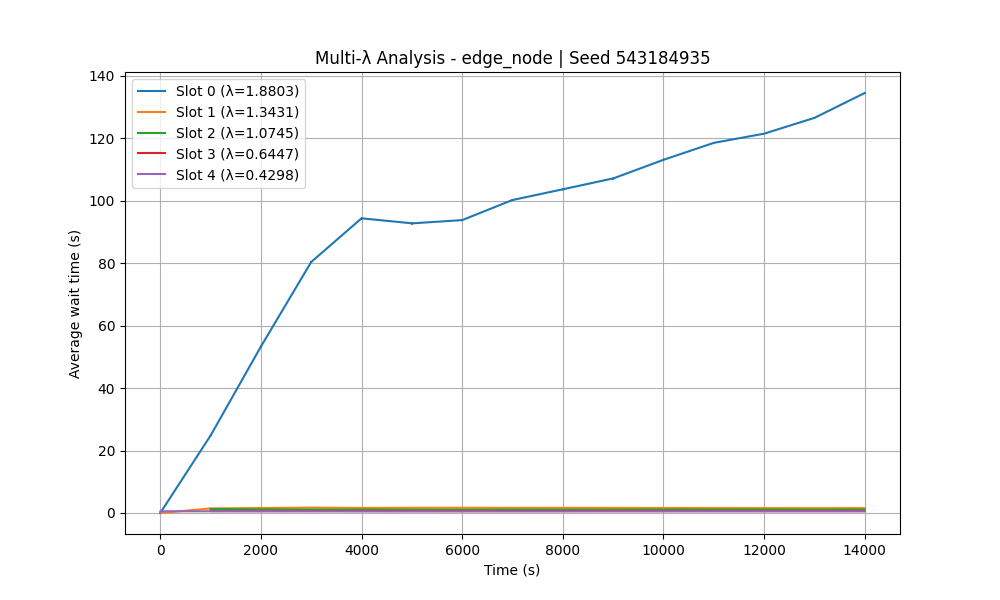 Multi-λ Analysis - edge_node | Seed 543184935
Slot 0 (λ=1.8803)
Slot 1 (λ=1.3431)
Slot 2 (λ=1.0745)
Slot 3 (λ=0.6447)
Slot 4 (λ=0.4298)
Average wait time (s)
140
120
100
80
60
40
20
0
0 2000 4000 6000 8000 10000 12000 14000
Time (s)